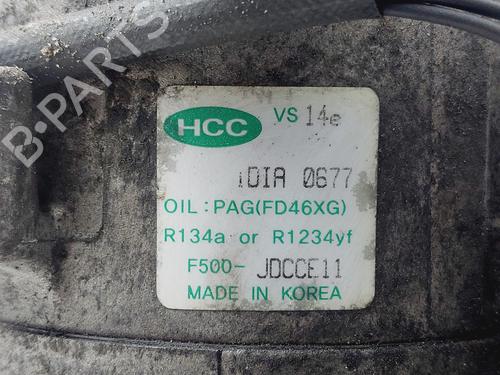 B-PARTS
HCC VS 14e
1DIA 0677
OIL : PAG(FD46XG)
R134a or R1234yf
F500- JDCCE11
MADE IN KOREA